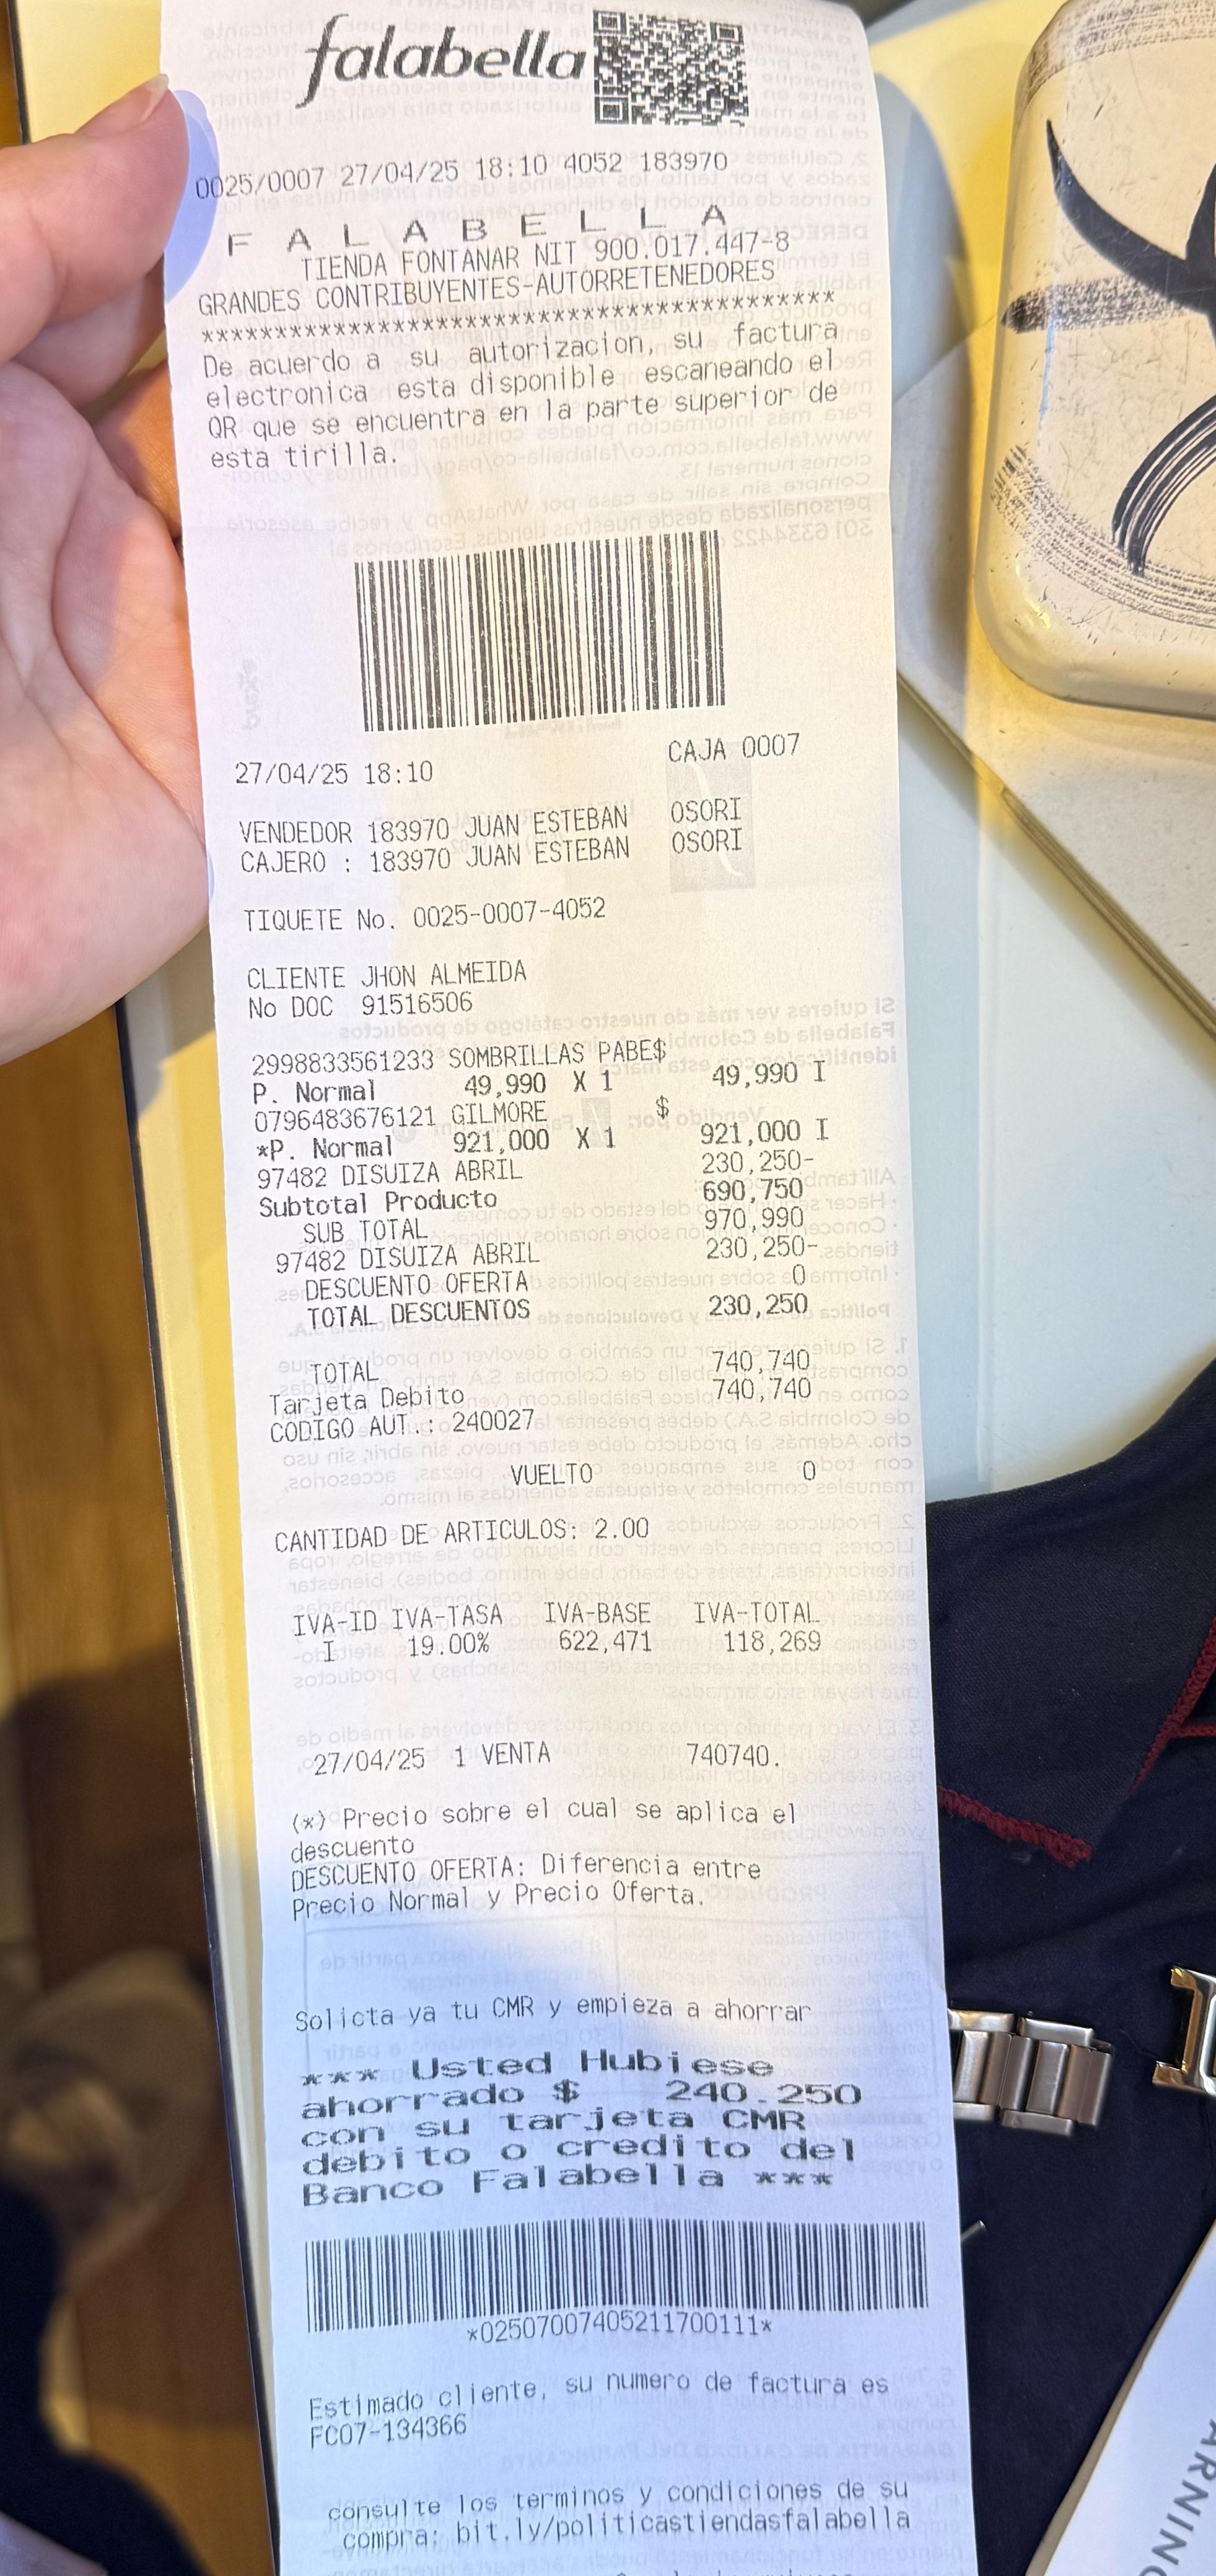 falabella
0025/0007 27/04/25 18:10 4052 183970
F A L A B E L L A
TIENDA FONTANAR NIT 900.017.447-8
GRANDES CONTRIBUYENTES-AUTORRETENEDORES
***************************************
De acuerdo a su autorizacion, su factura
electronica esta disponible escaneando el
QR que se encuentra en la parte superior de
esta tirilla.
27/04/25 18:10 CAJA 0007
VENDEDOR 183970 JUAN ESTEBAN OSORI
CAJERO : 183970 JUAN ESTEBAN OSORI
TIQUETE No. 0025-0007-4052
CLIENTE JHON ALMEIDA
No DOC 91516506
2998833561233 SOMBRILLAS PABE$
P. Normal 49,990 X 1 49,990 I
0796483676121 GILMORE $
*P. Normal 921,000 X 1 921,000 I
97482 DISUIZA ABRIL 230,250-
Subtotal Producto 690,750
SUB TOTAL 970,990
97482 DISUIZA ABRIL 230,250-
DESCUENTO OFERTA 0
TOTAL DESCUENTOS 230,250
TOTAL 740,740
Tarjeta Debito 740,740
CODIGO AUT.: 240027
VUELTO 0
CANTIDAD DE ARTICULOS: 2.00
IVA-ID IVA-TASA IVA-BASE IVA-TOTAL
I 19.00% 622,471 118,269
27/04/25 1 VENTA 740740.
(*) Precio sobre el cual se aplica el
descuento
DESCUENTO OFERTA: Diferencia entre
Precio Normal y Precio Oferta.
Solicta ya tu CMR y empieza a ahorrar
*** Usted Hubiese
ahorrado $ 240.250
con su tarjeta CMR
debito o credito del
Banco Falabella ***
*02507007405211700111*
Estimado cliente, su numero de factura es
FC07-134366
consulte los terminos y condiciones de su
compra: bit.ly/politicastiendasfalabella